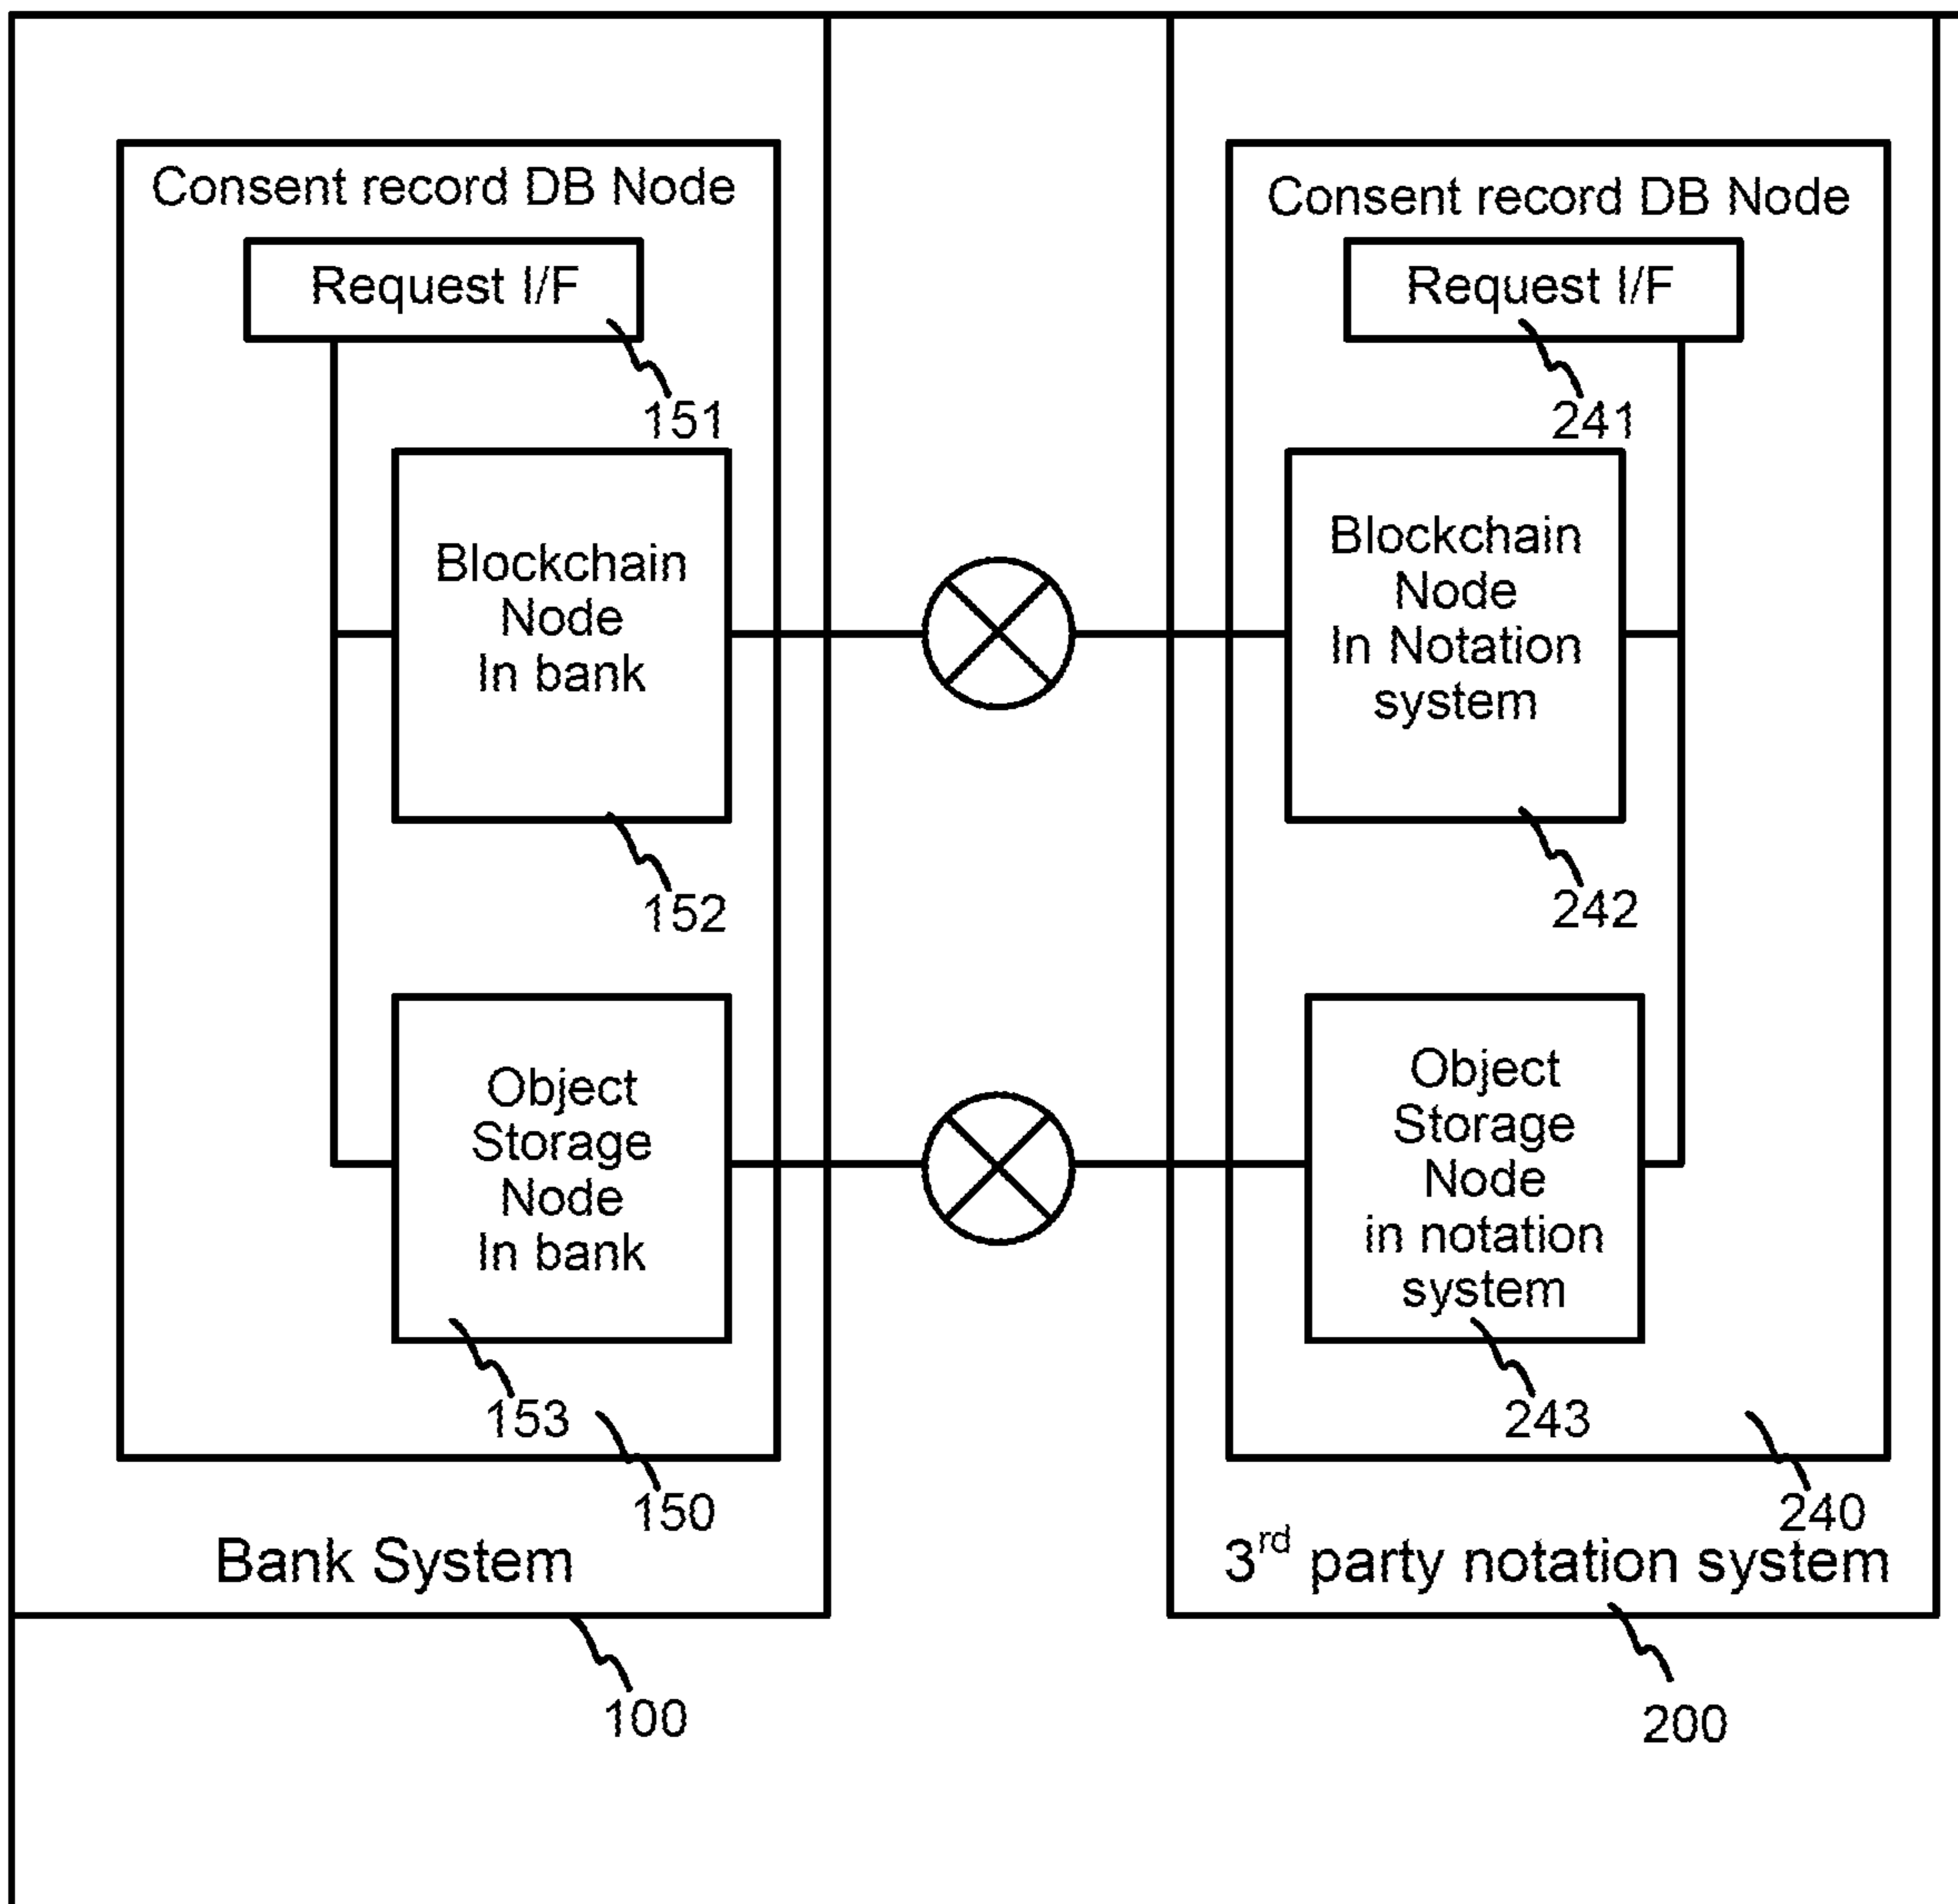 Consent record DB Node
Request I/F
151
Blockchain
Node
In bank
152
Object
Storage
Node
In bank
153
150
Bank System
100
Consent record DB Node
Request I/F
241
Blockchain
Node
In Notation
system
242
Object
Storage
Node
in notation
system
243
240
3rd party notation system
200